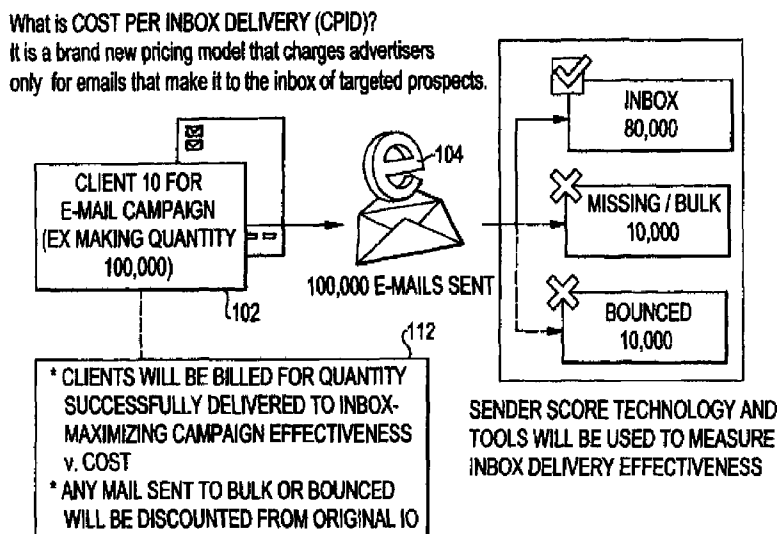 What is COST PER INBOX DELIVERY (CPID)?
It is a brand new pricing model that charges advertisers
only for emails that make it to the inbox of targeted prospects.
CLIENT 10 FOR
E-MAIL CAMPAIGN
(EX MAKING QUANTITY
100,000)
102
e
104
100,000 E-MAILS SENT
INBOX
80,000
MISSING / BULK
10,000
BOUNCED
10,000
112
* CLIENTS WILL BE BILLED FOR QUANTITY
SUCCESSFULLY DELIVERED TO INBOX-
MAXIMIZING CAMPAIGN EFFECTIVENESS
v. COST
* ANY MAIL SENT TO BULK OR BOUNCED
WILL BE DISCOUNTED FROM ORIGINAL IO
SENDER SCORE TECHNOLOGY AND
TOOLS WILL BE USED TO MEASURE
INBOX DELIVERY EFFECTIVENESS